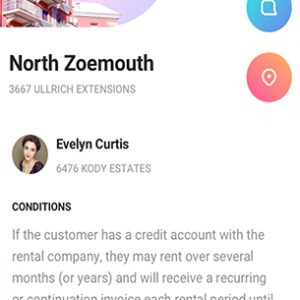 North Zoemouth
3667 ULLRICH EXTENSIONS
Evelyn Curtis
6476 KODY ESTATES
CONDITIONS
If the customer has a credit account with the
rental company, they may rent over several
months (or years) and will receive a recurring
or continuation invoice each rental period until